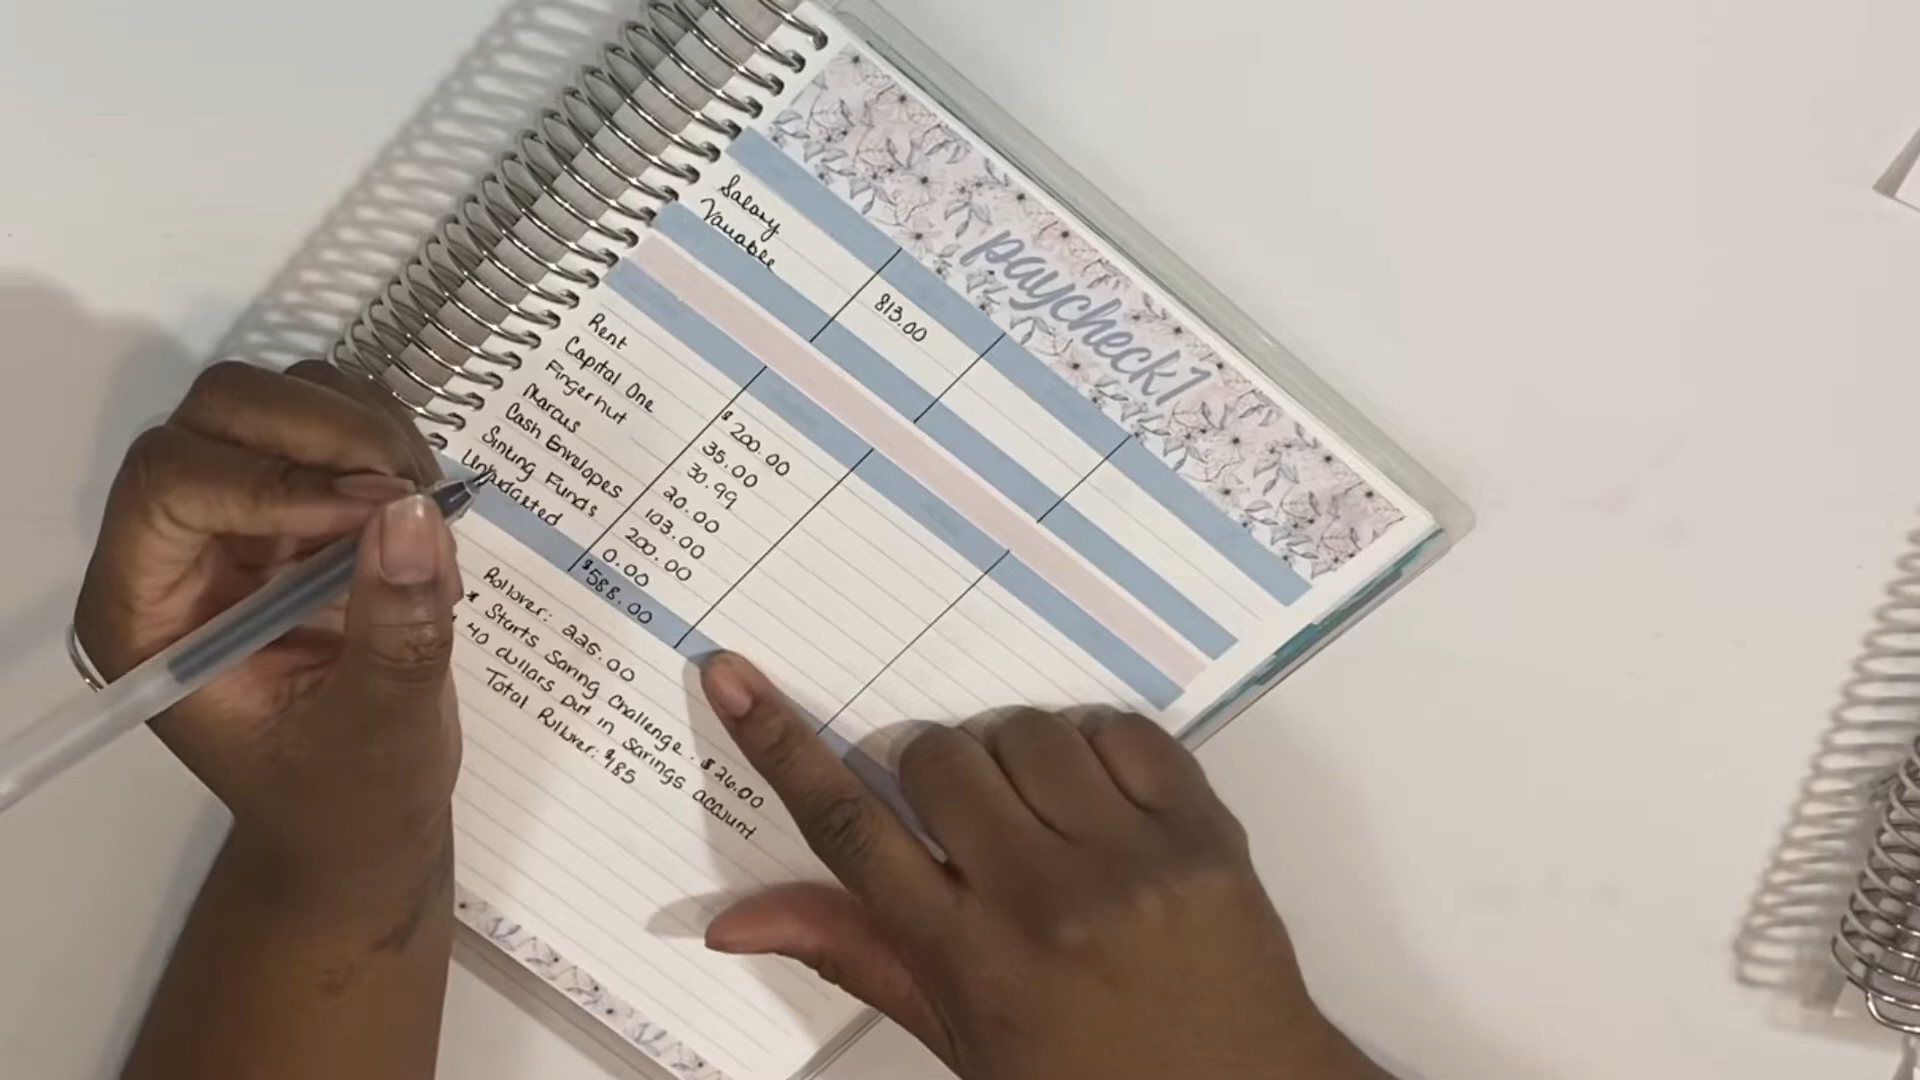 paycheck 1
Salary
Variable 813.00
Rent $200.00
Capital One 35.00
Fingerhut 30.99
Marcus 20.00
Cash Envelopes 103.00
Sinking Funds 200.00
Unbudgeted 0.00
$588.00
Rollover: 225.00
* Starts Saving Challenge. $26.00
* 40 dollars put in savings account
Total Rollover: $485